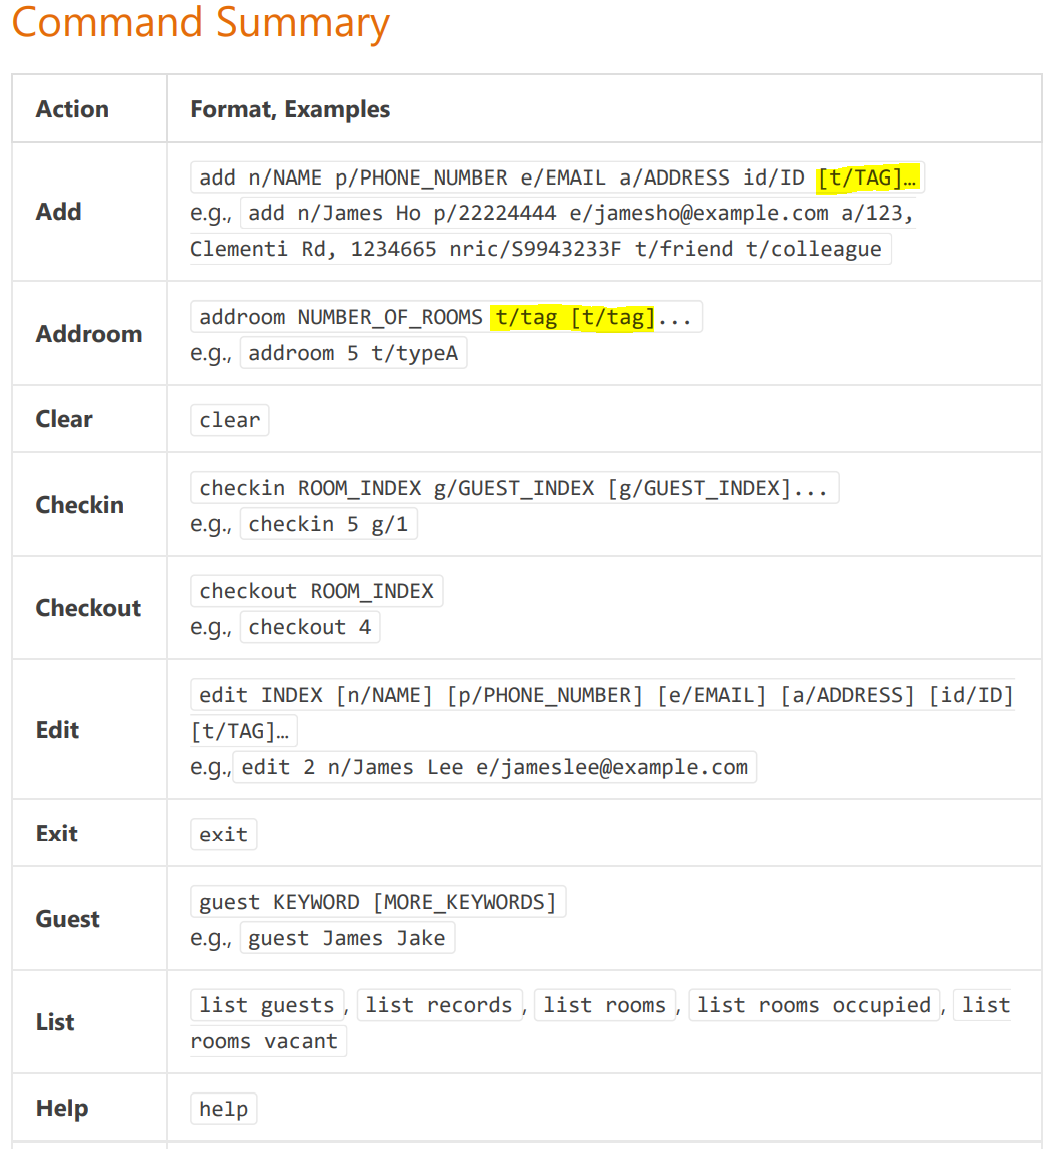 Command Summary
Action
Format, Examples
Add
add n/NAME p/PHONE_NUMBER e/EMAIL a/ADDRESS id/ID [t/TAG]…
e.g., add n/James Ho p/22224444 e/jamesho@example.com a/123,
Clementi Rd, 1234665 nric/S9943233F t/friend t/colleague
Addroom
addroom NUMBER_OF_ROOMS t/tag [t/tag]...
e.g., addroom 5 t/typeA
Clear
clear
Checkin
checkin ROOM_INDEX g/GUEST_INDEX [g/GUEST_INDEX]...
e.g., checkin 5 g/1
Checkout
checkout ROOM_INDEX
e.g., checkout 4
Edit
edit INDEX [n/NAME] [p/PHONE_NUMBER] [e/EMAIL] [a/ADDRESS] [id/ID]
[t/TAG]…
e.g., edit 2 n/James Lee e/jameslee@example.com
Exit
exit
Guest
guest KEYWORD [MORE_KEYWORDS]
e.g., guest James Jake
List
list guests, list records, list rooms, list rooms occupied, list
rooms vacant
Help
help